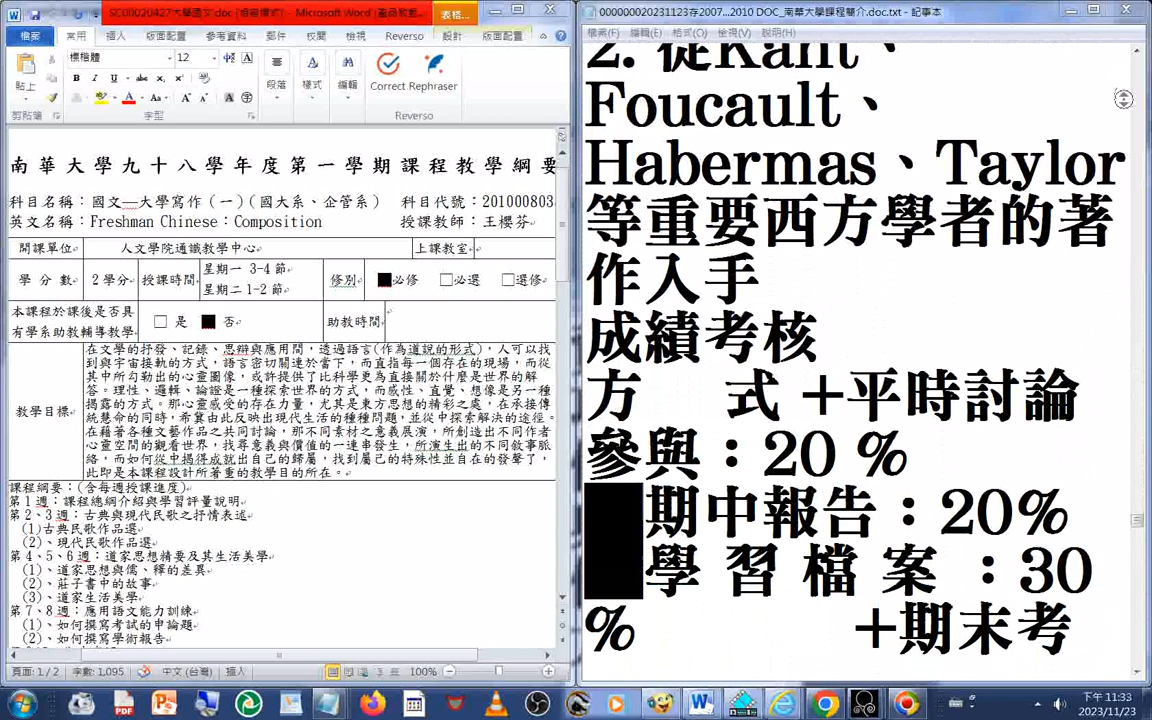 SC00020427大學國文.doc [相容模式] - Microsoft Word (產品啟動...
表格...
檔案 常用 插入 版面配置 參考資料 郵件 校閱 檢視 Reverso 設計 版面配置
標楷體 12
貼上 段落 樣式 編輯 Correct Rephraser
剪貼簿 字型 Reverso
南華大學九十八學年度第一學期課程教學綱要
科目名稱：國文—大學寫作(一)(國大系、企管系) 科目代號：201000803
英文名稱：Freshman Chinese：Composition 授課教師：王櫻芬
開課單位 人文學院通識教學中心 上課教室
學分數 2學分 授課時間 星期一 3-4節
星期二1-2節 修別 ■必修 □必選 □選修
本課程於課後是否具
有學系助教輔導教學 □ 是 ■ 否 助教時間
教學目標
在文學的抒發、記錄、思辯與應用間，透過語言(作為道說的形式)，人可以找
到與宇宙接軌的方式，語言密切關連於當下，而直指每一個存在的現場，而從
其中所勾勒出的心靈圖像，或許提供了比科學更為直接關於什麼是世界的解
答。理性、邏輯、論證是一種探索世界的方式，而感性、直覺、想像是另一種
揭露的方式。那心靈感受的存在力量，尤其是東方思想的精彩之處，在承接傳
統慧命的同時，希冀由此反映出現代生活的種種問題，並從中探索解決的途徑。
在藉著各種文藝作品之共同討論，那不同素材之意義展演，所創造出不同作者
心靈空間的觀看世界，找尋意義與價值的一連串發生，所演生出的不同敘事脈
絡，而如何從中揭得成就出自己的歸屬，找到屬己的特殊性並自在的發聲了，
此即是本課程設計所著重的教學目的所在。
課程綱要：(含每週授課進度)
第1週：課程總綱介紹與學習評量說明
第2、3週：古典與現代民歌之抒情表述
(1)古典民歌作品選
(2)、現代民歌作品選
第4、5、6週：道家思想精要及其生活美學
(1)、道家思想與儒、釋的差異
(2)、莊子書中的故事
(3)、道家生活美學
第7、8週：應用語文能力訓練
(1)、如何撰寫考試的申論題
(2)、如何撰寫學術報告
頁面：1/2 字數：1,095 中文(台灣) 插入 100%
000000020231123存2007...2010 DOC_南華大學課程簡介.doc.txt - 記事本
檔案(F) 編輯(E) 格式(O) 檢視(V) 說明(H)
2. 從Kant、
Foucault、
Habermas、Taylor
等重要西方學者的著
作入手
成績考核
方 式 +平時討論
參與：20 %
期中報告：20%
學 習 檔 案 ：30
% +期末考
下午 11:33
2023/11/23